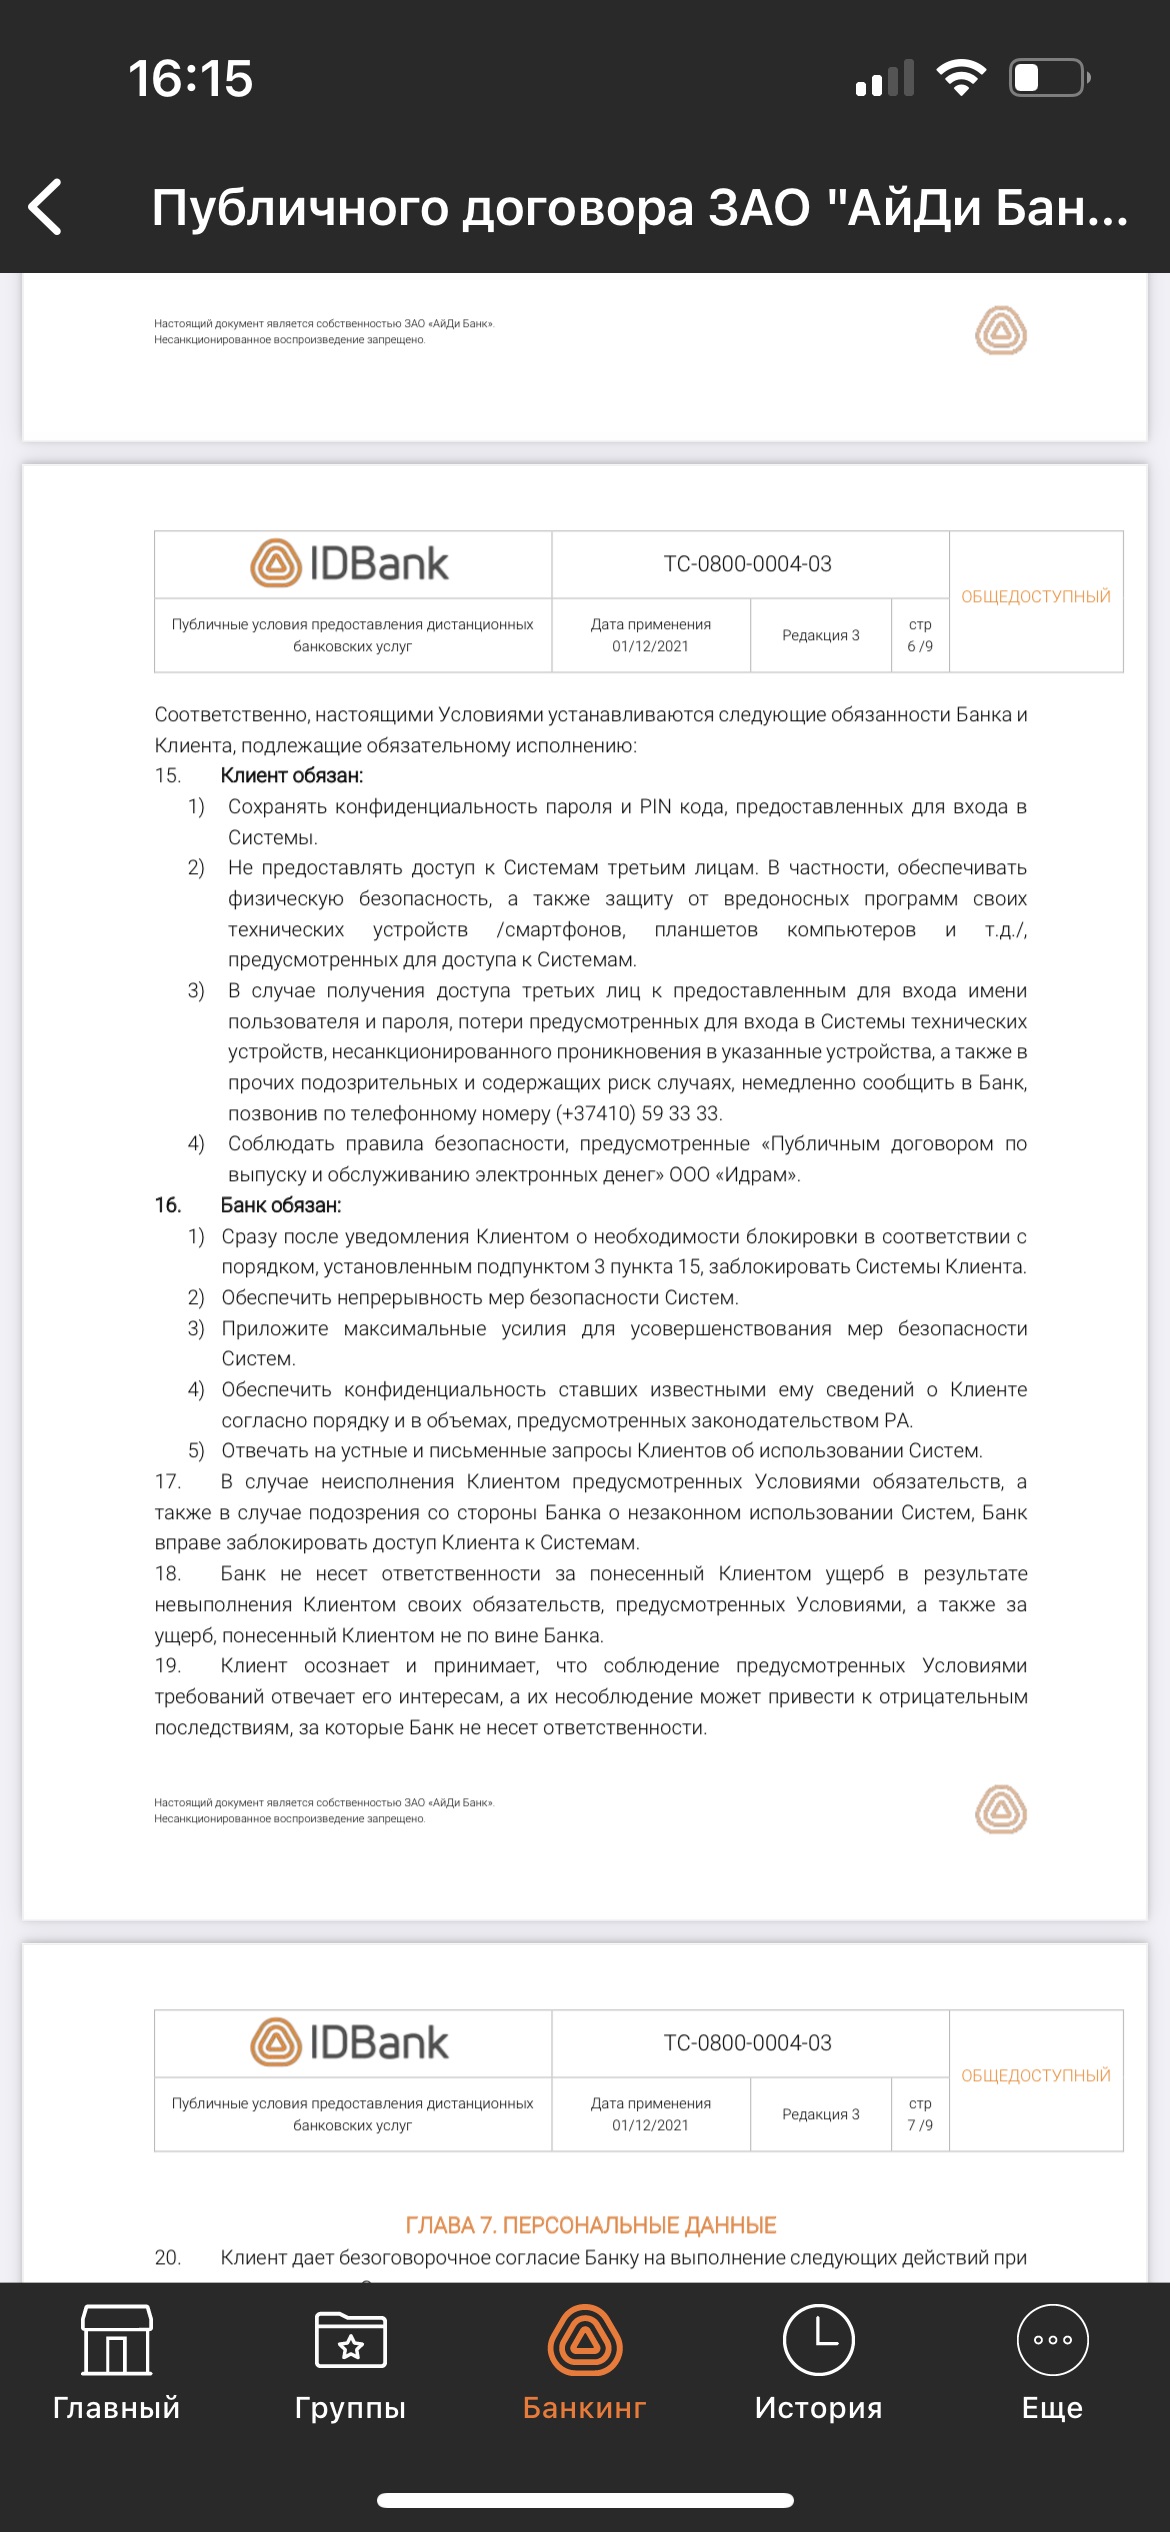 16:15
Публичного договора ЗАО "АйДи Бан...
Настоящий документ является собственностью ЗАО «АйДи Банк».
Несанкционированное воспроизведение запрещено.
IDBank
ТС-0800-0004-03
ОБЩЕДОСТУПНЫЙ
Публичные условия предоставления дистанционных
банковских услуг
Дата применения
01/12/2021
Редакция 3
стр
6 /9
Соответственно, настоящими Условиями устанавливаются следующие обязанности Банка и
Клиента, подлежащие обязательному исполнению:
15. Клиент обязан:
1) Сохранять конфиденциальность пароля и PIN кода, предоставленных для входа в
Системы.
2) Не предоставлять доступ к Системам третьим лицам. В частности, обеспечивать
физическую безопасность, а также защиту от вредоносных программ своих
технических устройств /смартфонов, планшетов компьютеров и т.д./,
предусмотренных для доступа к Системам.
3) В случае получения доступа третьих лиц к предоставленным для входа имени
пользователя и пароля, потери предусмотренных для входа в Системы технических
устройств, несанкционированного проникновения в указанные устройства, а также в
прочих подозрительных и содержащих риск случаях, немедленно сообщить в Банк,
позвонив по телефонному номеру (+37410) 59 33 33.
4) Соблюдать правила безопасности, предусмотренные «Публичным договором по
выпуску и обслуживанию электронных денег» ООО «Идрам».
16. Банк обязан:
1) Сразу после уведомления Клиентом о необходимости блокировки в соответствии с
порядком, установленным подпунктом 3 пункта 15, заблокировать Системы Клиента.
2) Обеспечить непрерывность мер безопасности Систем.
3) Приложите максимальные усилия для усовершенствования мер безопасности
Систем.
4) Обеспечить конфиденциальность ставших известными ему сведений о Клиенте
согласно порядку и в объемах, предусмотренных законодательством РА.
5) Отвечать на устные и письменные запросы Клиентов об использовании Систем.
17. В случае неисполнения Клиентом предусмотренных Условиями обязательств, а
также в случае подозрения со стороны Банка о незаконном использовании Систем, Банк
вправе заблокировать доступ Клиента к Системам.
18. Банк не несет ответственности за понесенный Клиентом ущерб в результате
невыполнения Клиентом своих обязательств, предусмотренных Условиями, а также за
ущерб, понесенный Клиентом не по вине Банка.
19. Клиент осознает и принимает, что соблюдение предусмотренных Условиями
требований отвечает его интересам, а их несоблюдение может привести к отрицательным
последствиям, за которые Банк не несет ответственности.
Настоящий документ является собственностью ЗАО «АйДи Банк».
Несанкционированное воспроизведение запрещено.
IDBank
ТС-0800-0004-03
ОБЩЕДОСТУПНЫЙ
Публичные условия предоставления дистанционных
банковских услуг
Дата применения
01/12/2021
Редакция 3
стр
7 /9
ГЛАВА 7. ПЕРСОНАЛЬНЫЕ ДАННЫЕ
20. Клиент дает безоговорочное согласие Банку на выполнение следующих действий при
Главный
Группы
Банкинг
История
Еще